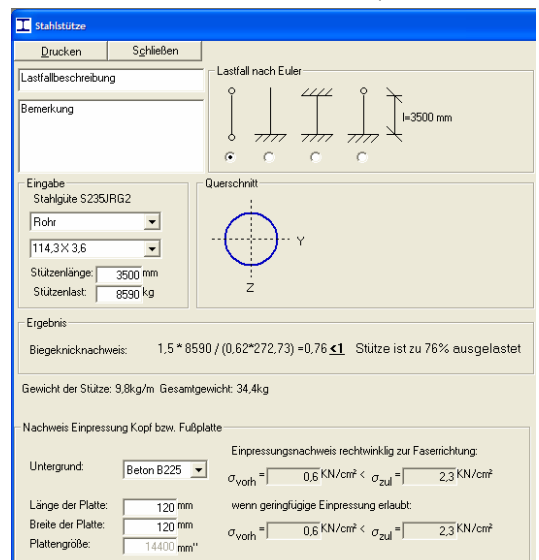 Stahlstütze
Drucken Schließen
Lastfallbeschreibung
Bemerkung
Lastfall nach Euler
l=3500 mm
Eingabe
Stahlgüte S235JRG2
Rohr
114,3X 3,6
Stützenlänge: 3500 mm
Stützenlast: 8590 kg
Querschnitt
Y
Z
Ergebnis
Biegeknicknachweis: 1,5 * 8590 / (0,62*272,73) =0,76 <1 Stütze ist zu 76% ausgelastet
Gewicht der Stütze: 9,8kg/m Gesamtgewicht: 34,4kg
Nachweis Einpressung Kopf bzw. Fußplatte
Untergrund: Beton B225
Länge der Platte: 120 mm
Breite der Platte: 120 mm
Plattengröße: 14400 mm"
Einpressungsnachweis rechtwinklig zur Faserrichtung:
σvorh = 0,6 KN/cm² < σzul = 2,3 KN/cm²
wenn geringfügige Einpressung erlaubt:
σvorh = 0,6 KN/cm² < σzul = 2,3 KN/cm²